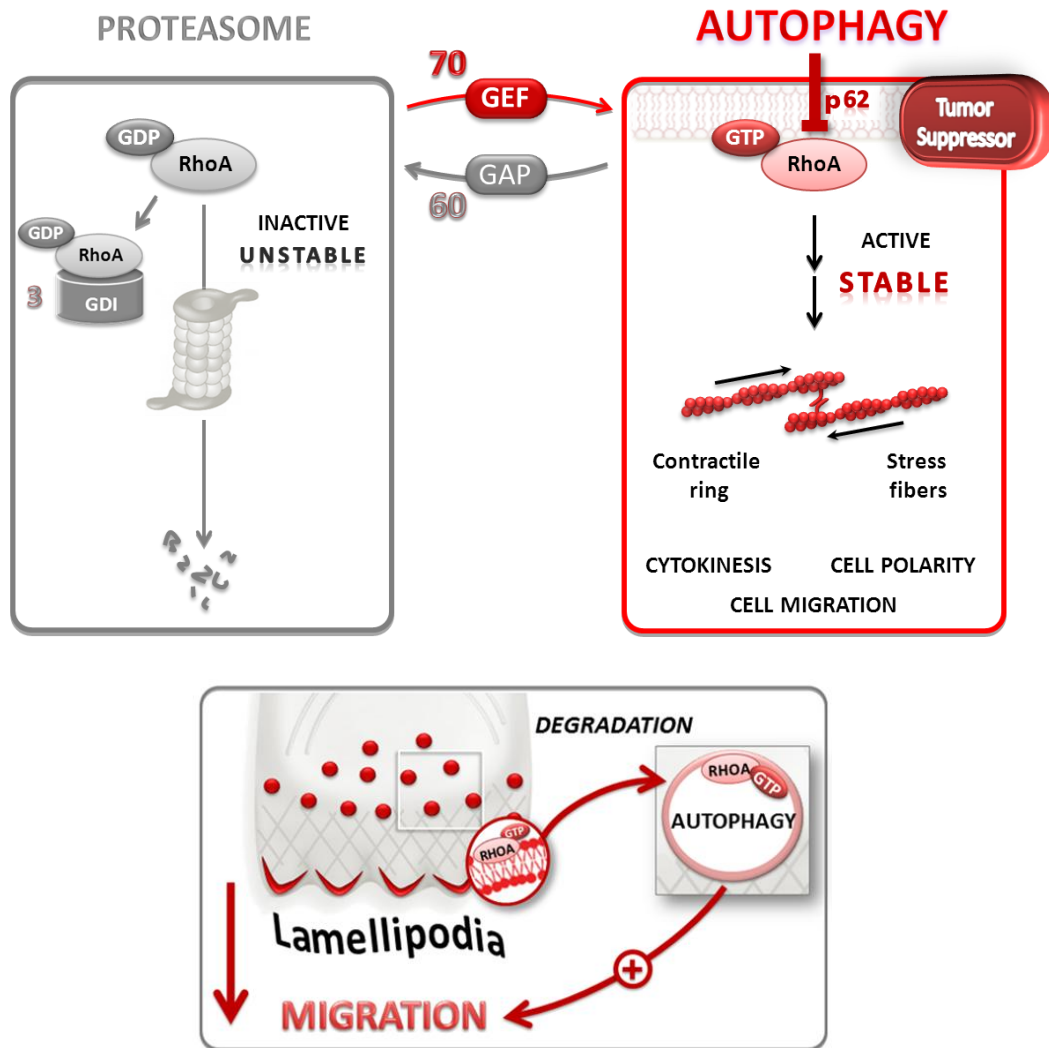 PROTEASOME
GDP
RhoA
GDP
RhoA
3
GDI
INACTIVE
UNSTABLE
70
GEF
GAP
60
AUTOPHAGY
p62
Tumor
Suppressor
GTP
RhoA
ACTIVE
STABLE
Contractile
ring
Stress
fibers
CYTOKINESIS
CELL POLARITY
CELL MIGRATION
DEGRADATION
GTP
RHOA
RHOA
GTP
AUTOPHAGY
Lamellipodia
+
MIGRATION